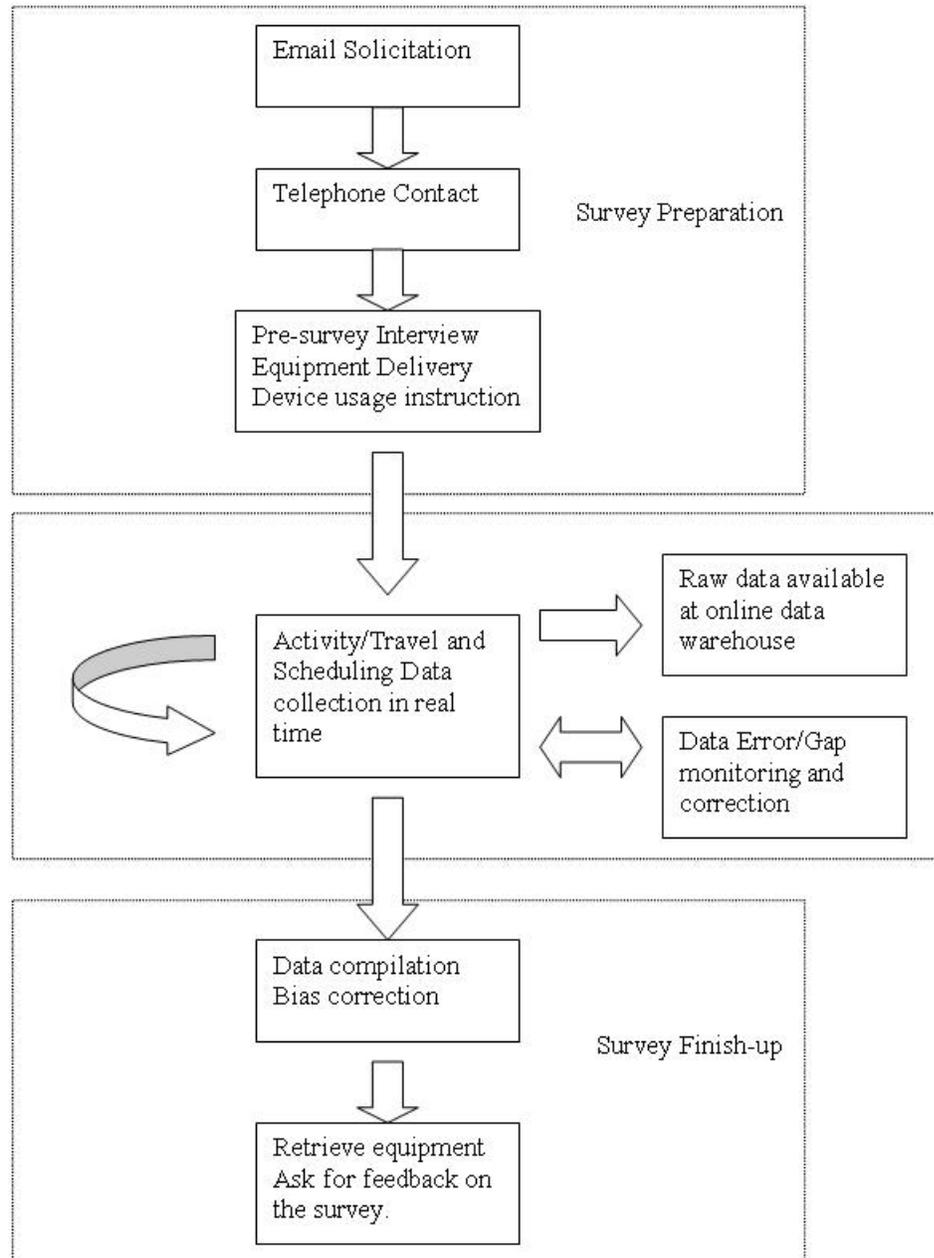 Email Solicitation
Telephone Contact
Survey Preparation
Pre-survey Interview
Equipment Delivery
Device usage instruction
Activity/Travel and
Scheduling Data
collection in real
time
Raw data available
at online data
warehouse
Data Error/Gap
monitoring and
correction
Data compilation
Bias correction
Survey Finish-up
Retrieve equipment
Ask for feedback on
the survey.